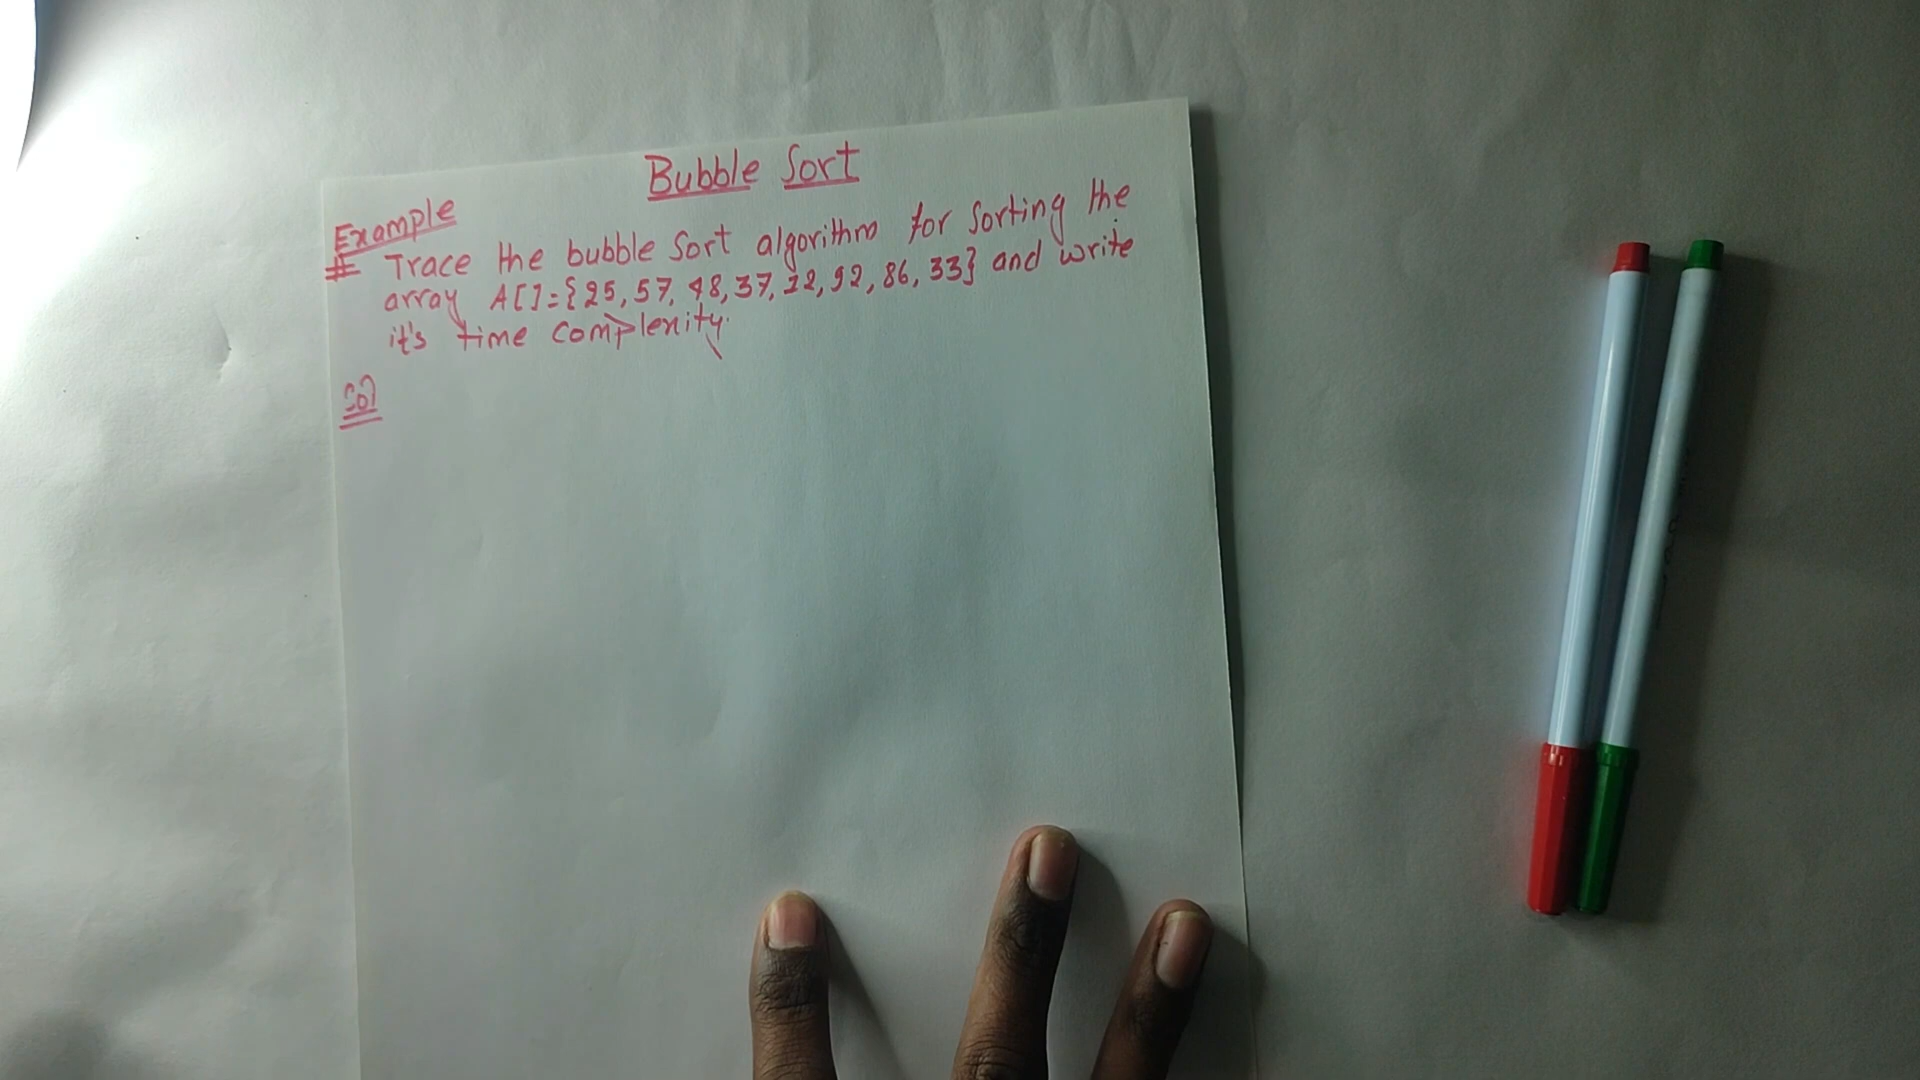 Bubble Sort
Example
# Trace the bubble Sort algorithm for Sorting the
array A[]={25, 57, 48, 37, 12, 92, 86, 33} and write
it's time complexity.
Sol